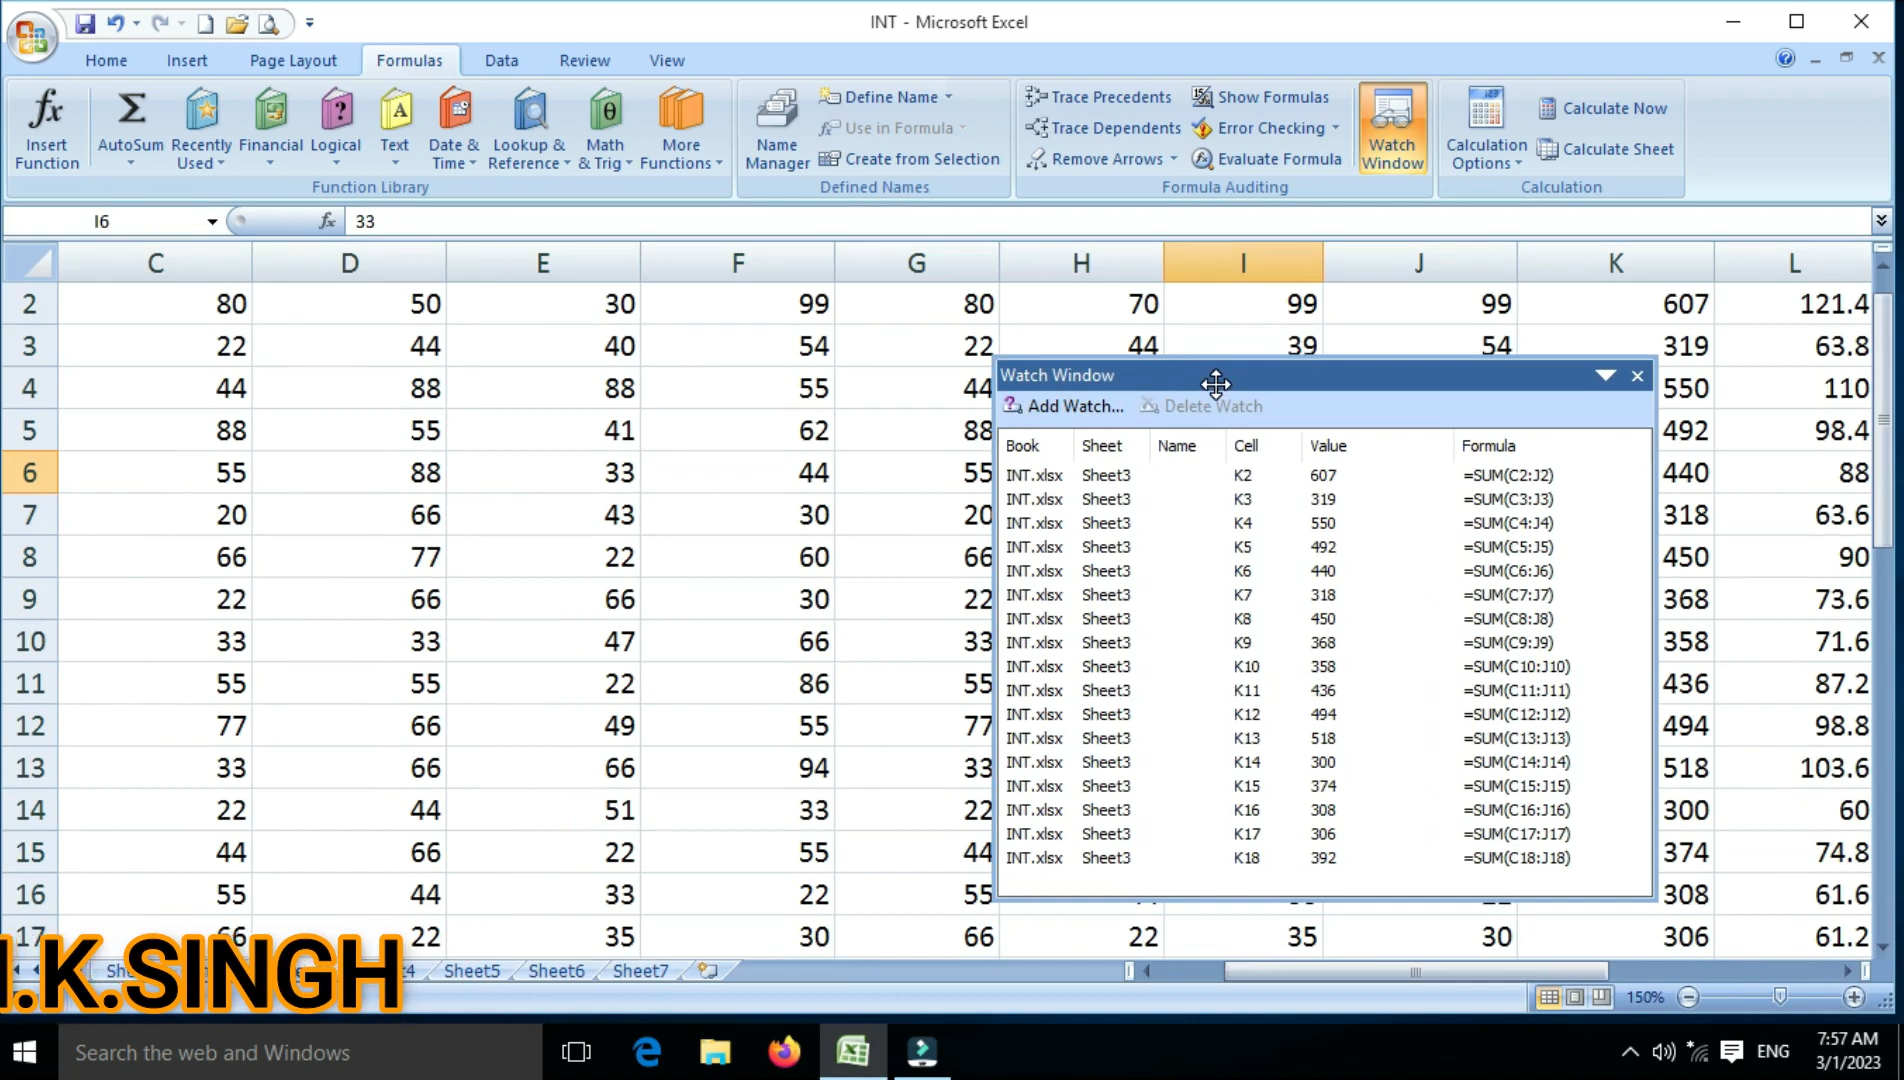 INT - Microsoft Excel
Home Insert Page Layout Formulas Data Review View
Insert Function
AutoSum
Recently Used
Financial
Logical
Text
Date & Time
Lookup & Reference
Math & Trig
More Functions
Function Library
Name Manager
Define Name
Use in Formula
Create from Selection
Defined Names
Trace Precedents
Trace Dependents
Remove Arrows
Show Formulas
Error Checking
Evaluate Formula
Formula Auditing
Watch Window
Calculation Options
Calculate Now
Calculate Sheet
Calculation
I6 fx 33
C D E F G H I J K L
2 80 50 30 99 80 70 99 99 607 121.4
3 22 44 40 54 22 44 39 54 319 63.8
4 44 88 88 55 44 550 110
5 88 55 41 62 88 492 98.4
6 55 88 33 44 55 440 88
7 20 66 43 30 20 318 63.6
8 66 77 22 60 66 450 90
9 22 66 66 30 22 368 73.6
10 33 33 47 66 33 358 71.6
11 55 55 22 86 55 436 87.2
12 77 66 49 55 77 494 98.8
13 33 66 66 94 33 518 103.6
14 22 44 51 33 22 300 60
15 44 66 22 55 44 374 74.8
16 55 44 33 22 55 308 61.6
17 66 22 35 30 66 22 35 30 306 61.2
Watch Window
Add Watch... Delete Watch
Book Sheet Name Cell Value Formula
INT.xlsx Sheet3 K2 607 =SUM(C2:J2)
INT.xlsx Sheet3 K3 319 =SUM(C3:J3)
INT.xlsx Sheet3 K4 550 =SUM(C4:J4)
INT.xlsx Sheet3 K5 492 =SUM(C5:J5)
INT.xlsx Sheet3 K6 440 =SUM(C6:J6)
INT.xlsx Sheet3 K7 318 =SUM(C7:J7)
INT.xlsx Sheet3 K8 450 =SUM(C8:J8)
INT.xlsx Sheet3 K9 368 =SUM(C9:J9)
INT.xlsx Sheet3 K10 358 =SUM(C10:J10)
INT.xlsx Sheet3 K11 436 =SUM(C11:J11)
INT.xlsx Sheet3 K12 494 =SUM(C12:J12)
INT.xlsx Sheet3 K13 518 =SUM(C13:J13)
INT.xlsx Sheet3 K14 300 =SUM(C14:J14)
INT.xlsx Sheet3 K15 374 =SUM(C15:J15)
INT.xlsx Sheet3 K16 308 =SUM(C16:J16)
INT.xlsx Sheet3 K17 306 =SUM(C17:J17)
INT.xlsx Sheet3 K18 392 =SUM(C18:J18)
.K.SINGH
Sheet5 Sheet6 Sheet7
150%
Search the web and Windows
ENG
7:57 AM
3/1/2023